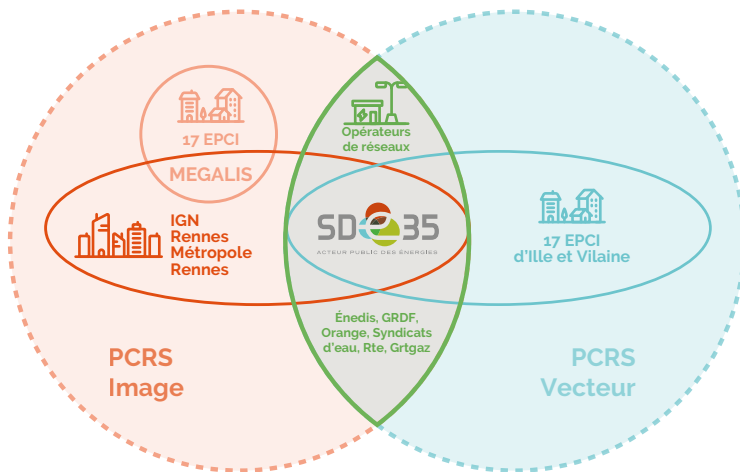 17 EPCI
MEGALIS
Opérateurs
de réseaux
IGN
Rennes
Métropole
Rennes
SDe35
ACTEUR PUBLIC DES ÉNERGIES
17 EPCI
d'Ille et Vilaine
Énedis, GRDF,
Orange, Syndicats
d'eau, Rte, Grtgaz
PCRS
Image
PCRS
Vecteur